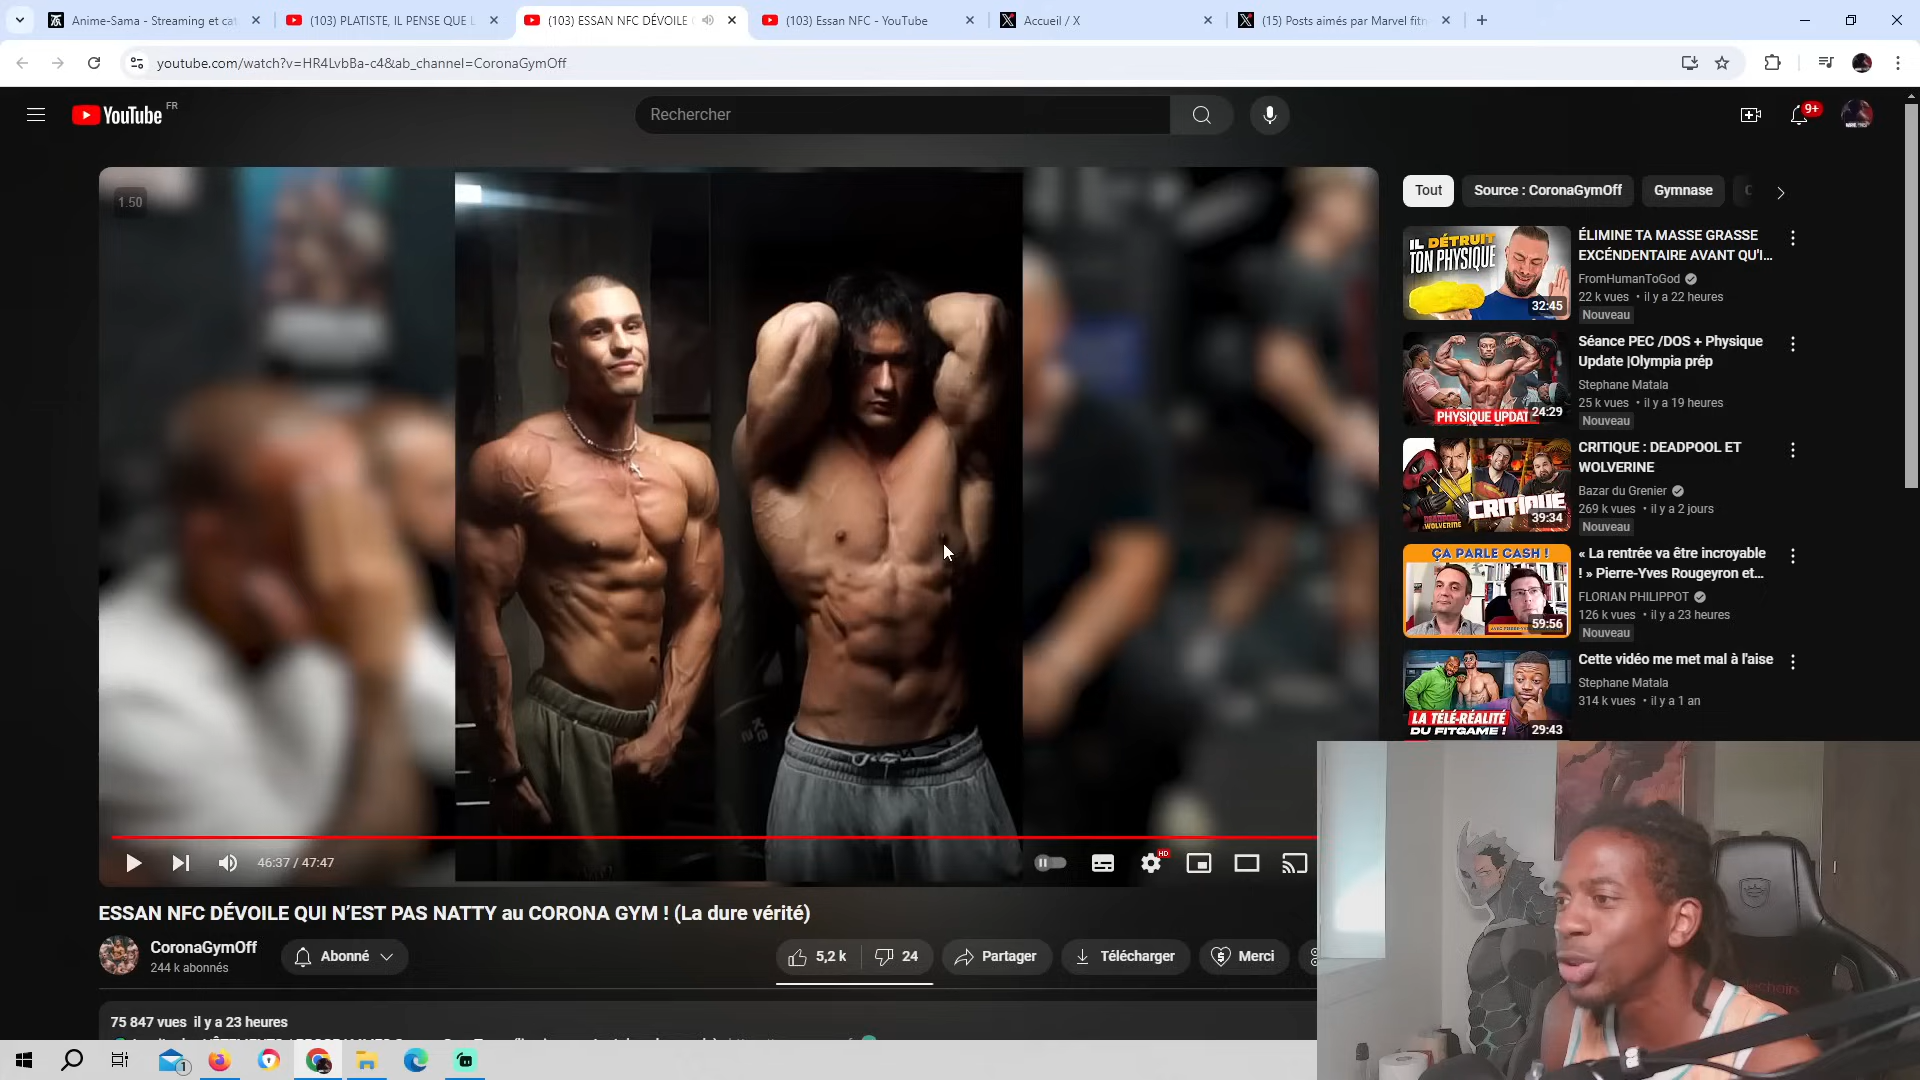 Anime-Sama - Streaming et cat
(103) PLATISTE, IL PENSE QUE L
(103) ESSAN NFC DÉVOILE
(103) Essan NFC - YouTube
Accueil / X
(15) Posts aimés par Marvel fitn
youtube.com/watch?v=HR4LvbBa-c4&ab_channel=CoronaGymOff
YouTube FR
Rechercher
9+
1.50
Tout
Source : CoronaGymOff
Gymnase
IL DÉTRUIT
TON PHYSIQUE
32:45
ÉLIMINE TA MASSE GRASSE
EXCÉNDENTAIRE AVANT QU'I...
FromHumanToGod
22 k vues • il y a 22 heures
Nouveau
PHYSIQUE UPDAT
24:29
Séance PEC /DOS + Physique
Update |Olympia prép
Stephane Matala
25 k vues • il y a 19 heures
Nouveau
CRITIQUE
39:34
CRITIQUE : DEADPOOL ET
WOLVERINE
Bazar du Grenier
269 k vues • il y a 2 jours
Nouveau
ÇA PARLE CASH !
59:56
« La rentrée va être incroyable
! » Pierre-Yves Rougeyron et...
FLORIAN PHILIPPOT
126 k vues • il y a 23 heures
Nouveau
LA TÉLÉ-RÉALITÉ
DU FITGAME !
29:43
Cette vidéo me met mal à l'aise
Stephane Matala
314 k vues • il y a 1 an
46:37 / 47:47
HD
ESSAN NFC DÉVOILE QUI N'EST PAS NATTY au CORONA GYM ! (La dure vérité)
CoronaGymOff
244 k abonnés
Abonné
5,2 k
24
Partager
Télécharger
Merci
75 847 vues il y a 23 heures
1